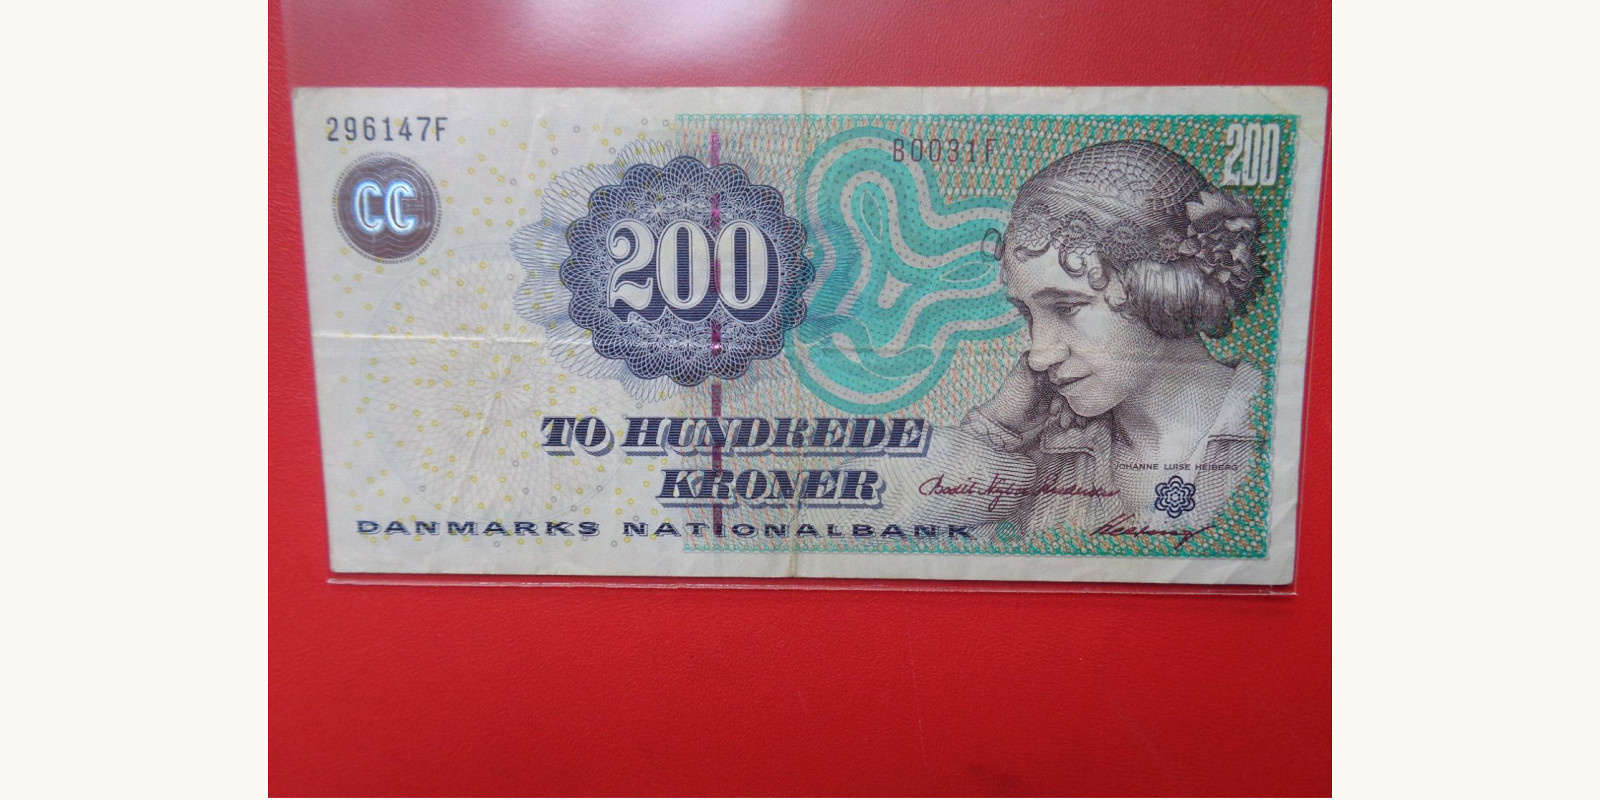 296147F
B0031F
200
CC
200
TO HUNDREDE
KRONER
JOHANNE LUISE HEIBERG
DANMARKS NATIONALBANK